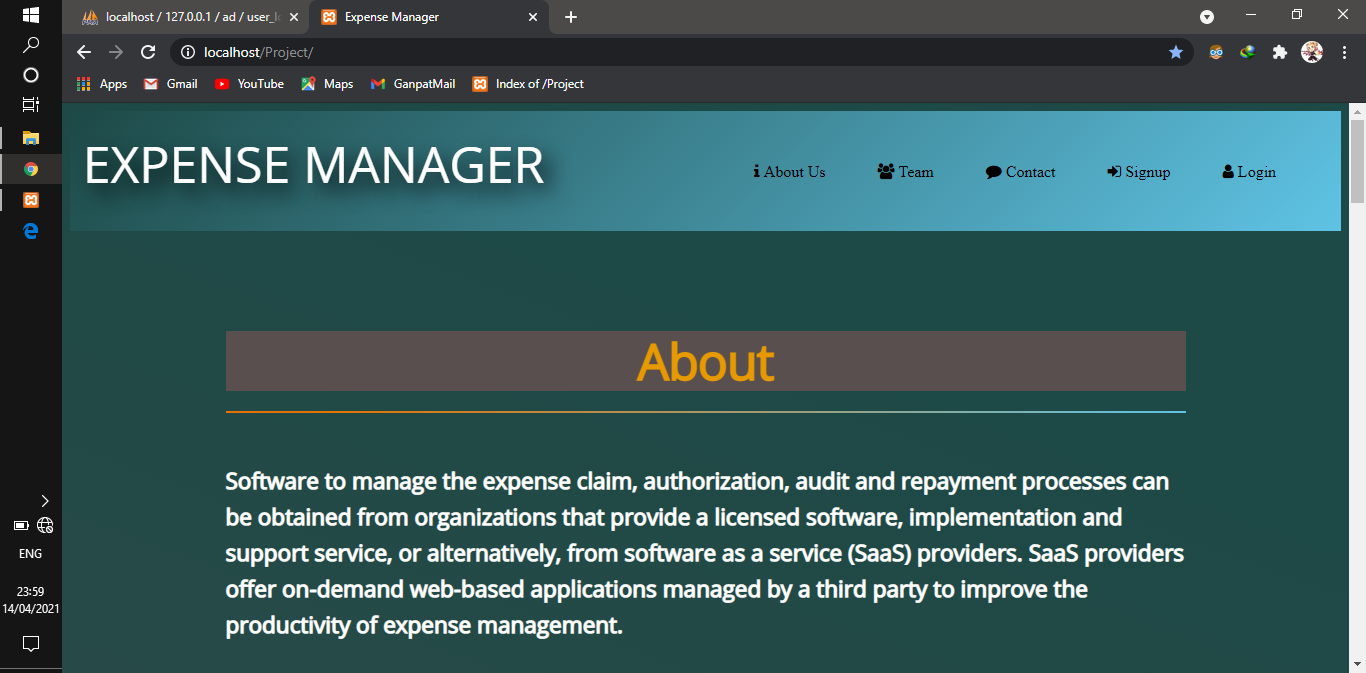 localhost / 127.0.0.1 / ad / user_l
Expense Manager
localhost/Project/
Apps Gmail YouTube Maps GanpatMail Index of /Project
EXPENSE MANAGER
About Us Team Contact Signup Login
About
Software to manage the expense claim, authorization, audit and repayment processes can
be obtained from organizations that provide a licensed software, implementation and
support service, or alternatively, from software as a service (SaaS) providers. SaaS providers
offer on-demand web-based applications managed by a third party to improve the
productivity of expense management.
ENG
23:59
14/04/2021